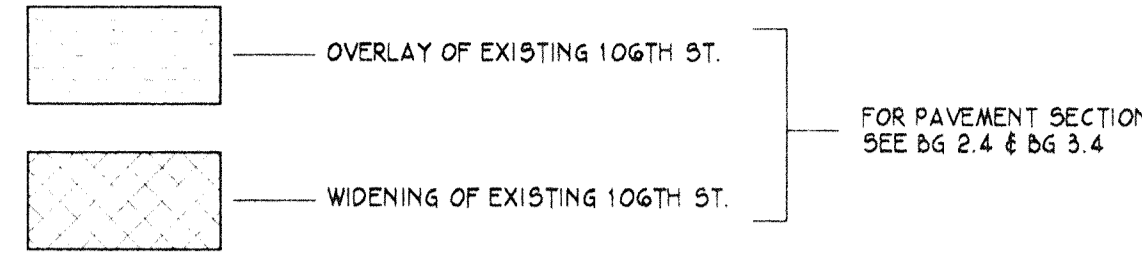 OVERLAY OF EXISTING 106TH ST.
FOR PAVEMENT SECTION
SEE BG 2.4 & BG 3.4
WIDENING OF EXISTING 106TH ST.